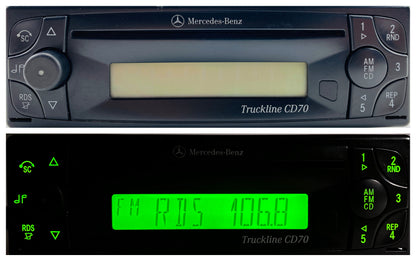 Mercedes-Benz
SC
1
2
RND
AM
FM
CD
3
RDS
5
REP
4
Truckline CD70
Mercedes-Benz
SC
1
2
RND
FM RDS 106.8
AM
FM
CD
3
RDS
5
REP
4
Truckline CD70